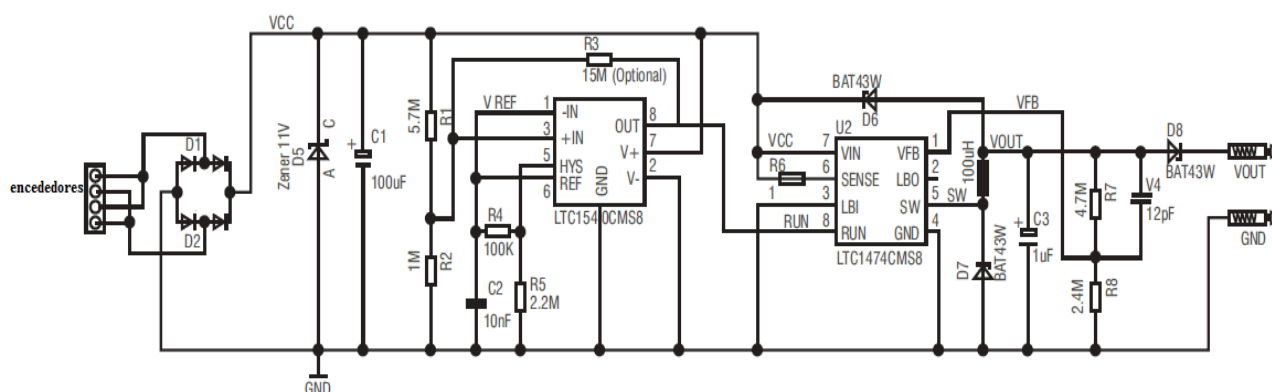 VCC
encededores
D1
D2
Zener 11V
D5
C
A
C1
100uF
GND
5.7M
R1
1M
R2
R3
15M (Optional)
V REF
1
3
5
6
-IN
+IN
HYS
REF
GND
OUT
V+
V-
8
7
2
LTC1540CMS8
R4
100K
C2
10nF
R5
2.2M
VCC
R6
1
RUN
BAT43W
D6
U2
7
6
3
8
VIN
SENSE
LBI
RUN
VFB
LBO
SW
GND
1
2
5
4
LTC1474CMS8
SW
100uH
D7
BAT43W
VOUT
VFB
C3
1uF
4.7M
R7
V4
12pF
2.4M
R8
D8
BAT43W
VOUT
GND